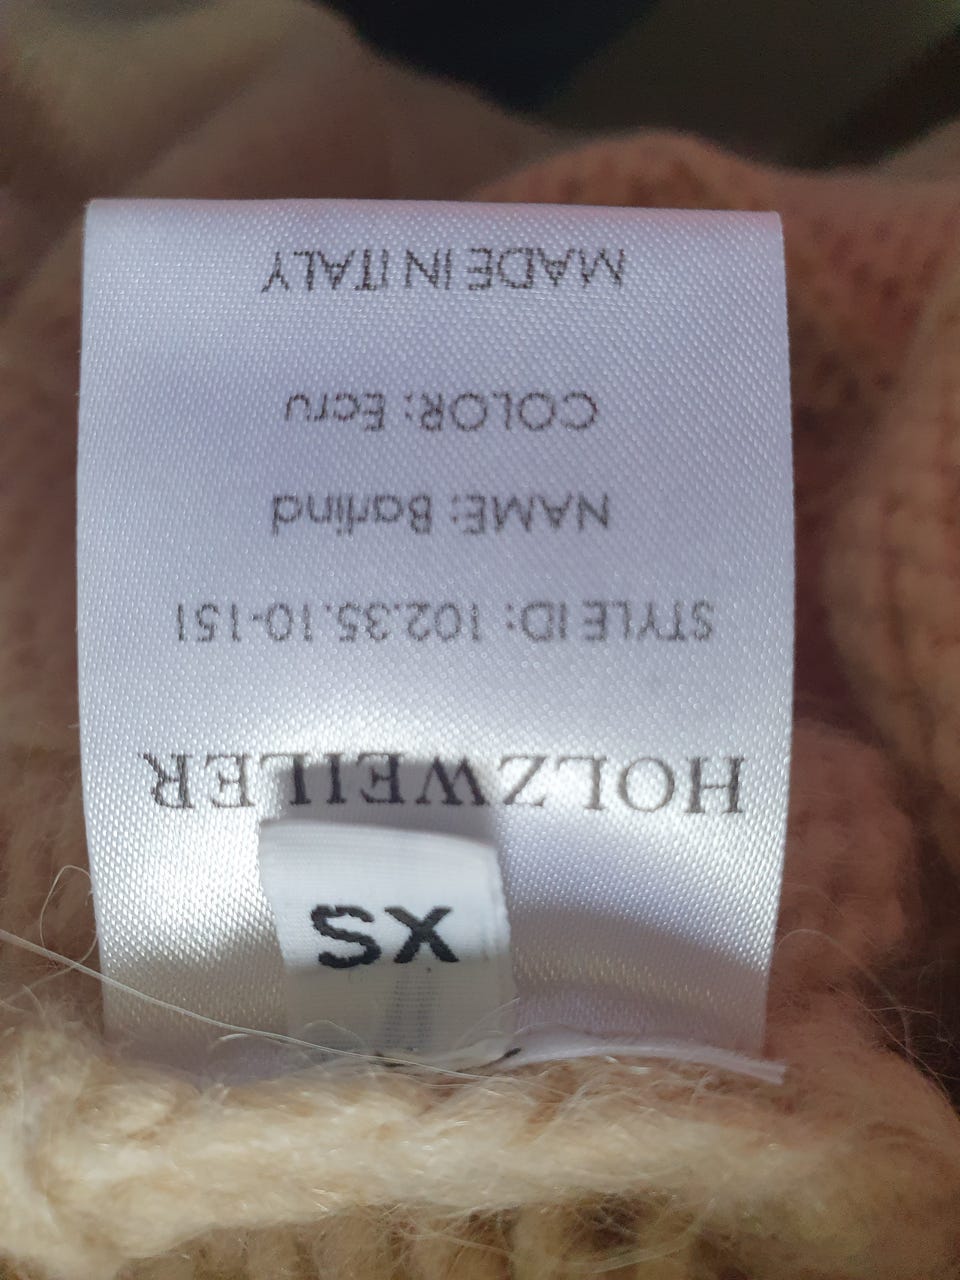 HOLZWEILER
STYLE ID: 102.35.10-151
NAME: Barlind
COLOR: Ecru
MADE IN ITALY
XS